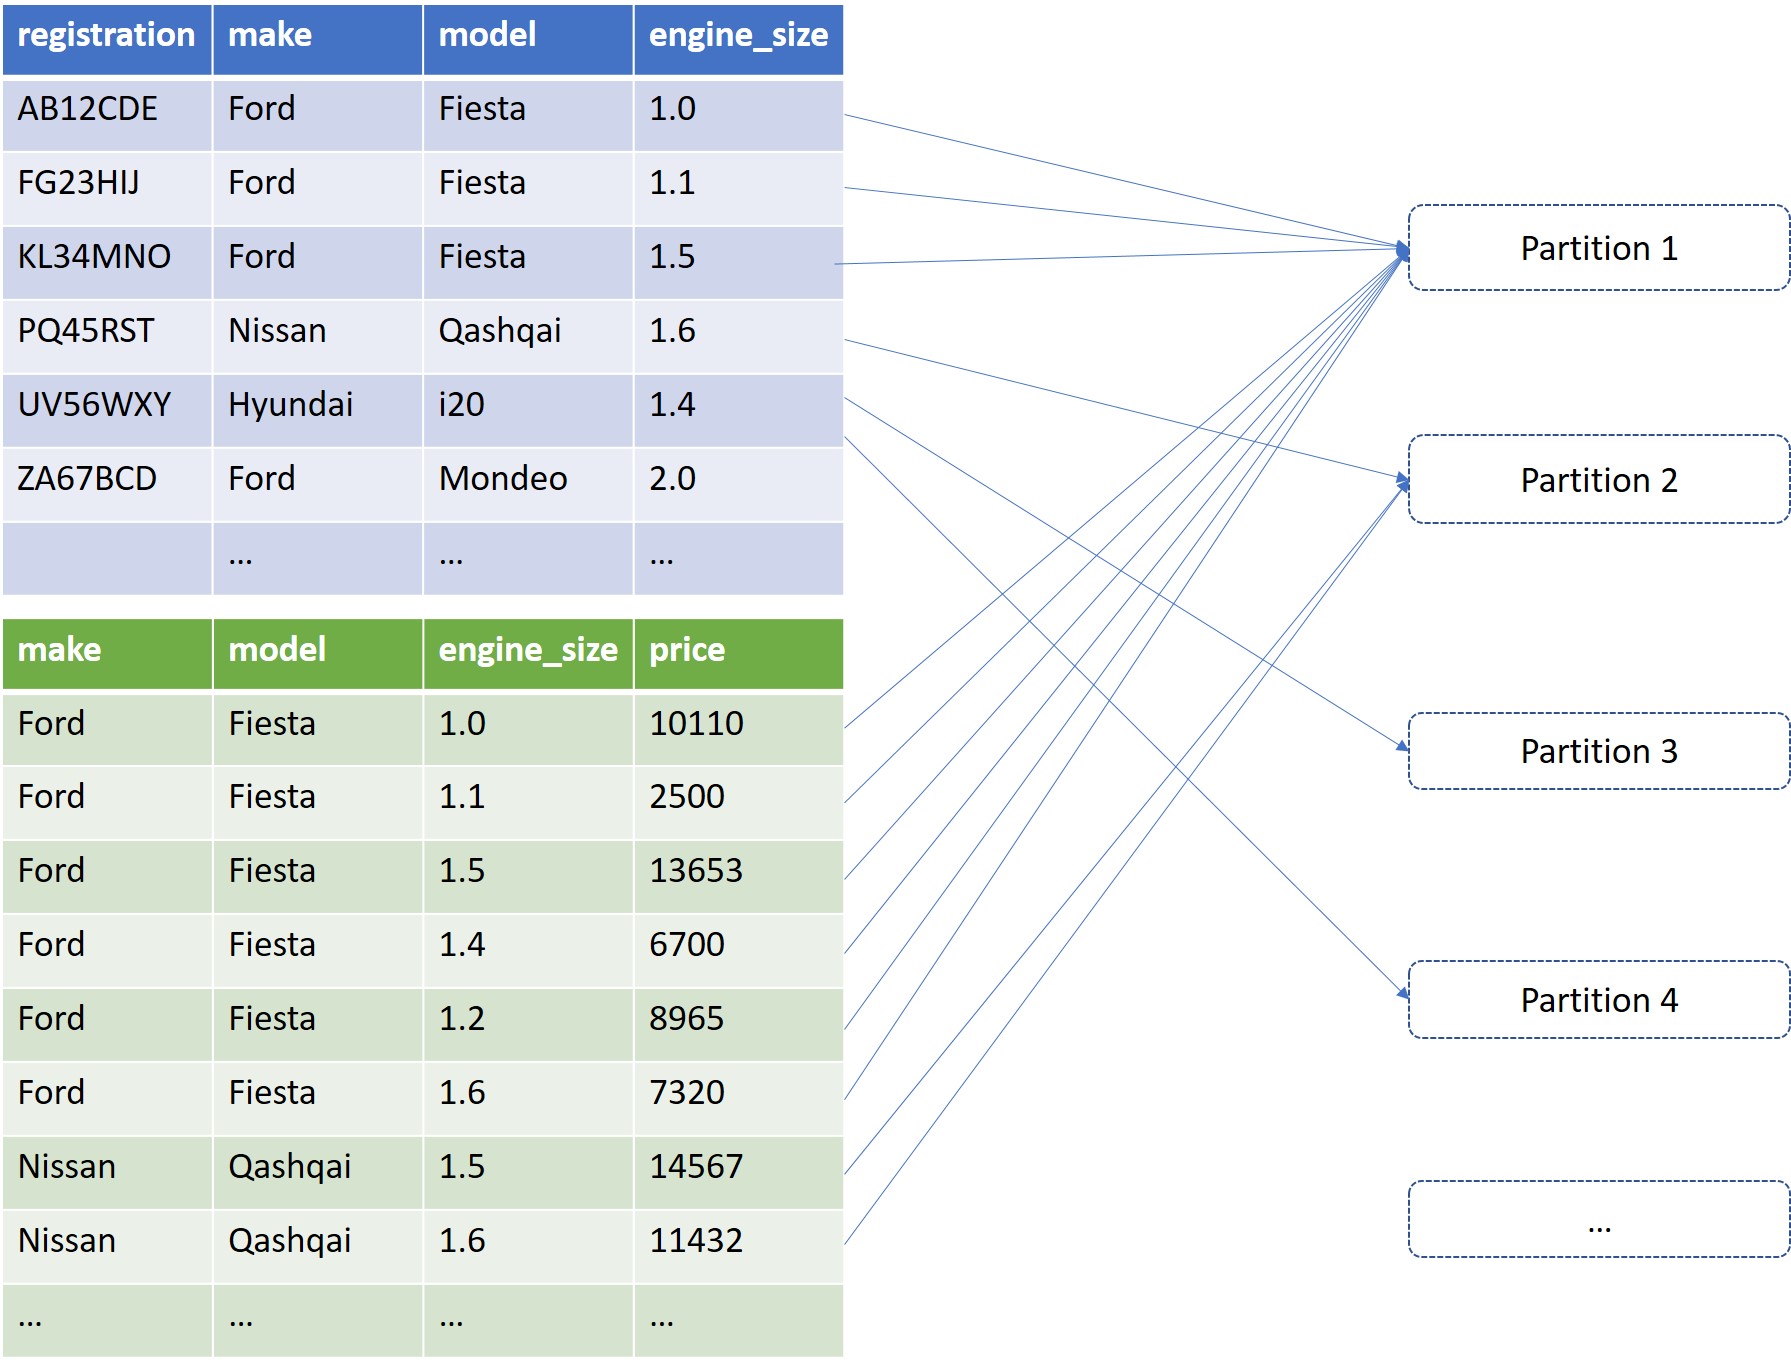 registration make model engine_size
AB12CDE Ford Fiesta 1.0
FG23HIJ Ford Fiesta 1.1
KL34MNO Ford Fiesta 1.5
PQ45RST Nissan Qashqai 1.6
UV56WXY Hyundai i20 1.4
ZA67BCD Ford Mondeo 2.0
... ... ...
make model engine_size price
Ford Fiesta 1.0 10110
Ford Fiesta 1.1 2500
Ford Fiesta 1.5 13653
Ford Fiesta 1.4 6700
Ford Fiesta 1.2 8965
Ford Fiesta 1.6 7320
Nissan Qashqai 1.5 14567
Nissan Qashqai 1.6 11432
... ... ... ...
Partition 1
Partition 2
Partition 3
Partition 4
...